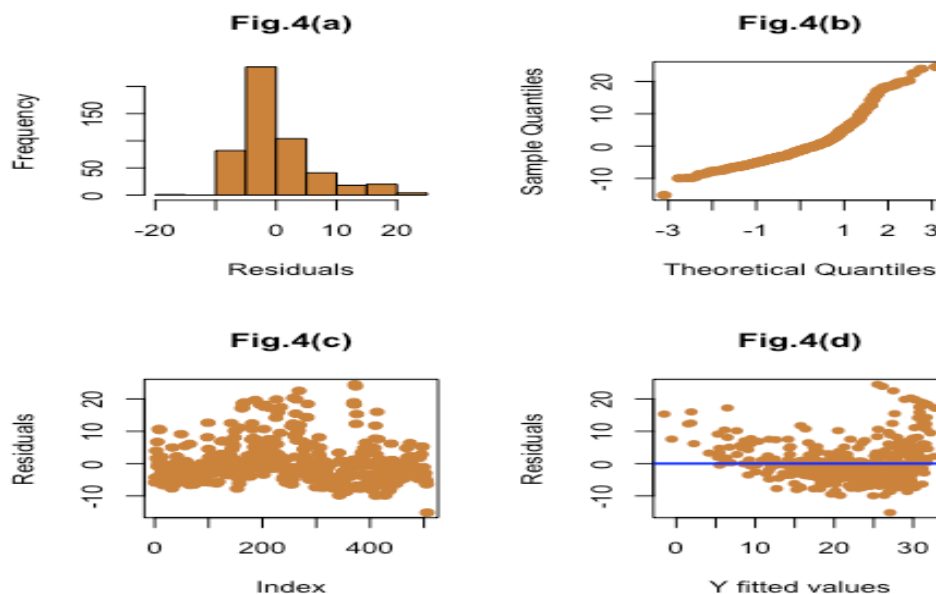 Fig.4(a)
Frequency
0 50 150
-20 0 10 20
Residuals
Fig.4(b)
Sample Quantiles
-10 0 10 20
-3 -1 1 2 3
Theoretical Quantiles
Fig.4(c)
Residuals
-10 0 10 20
0 200 400
Index
Fig.4(d)
Residuals
-10 0 10 20
0 10 20 30
Y fitted values